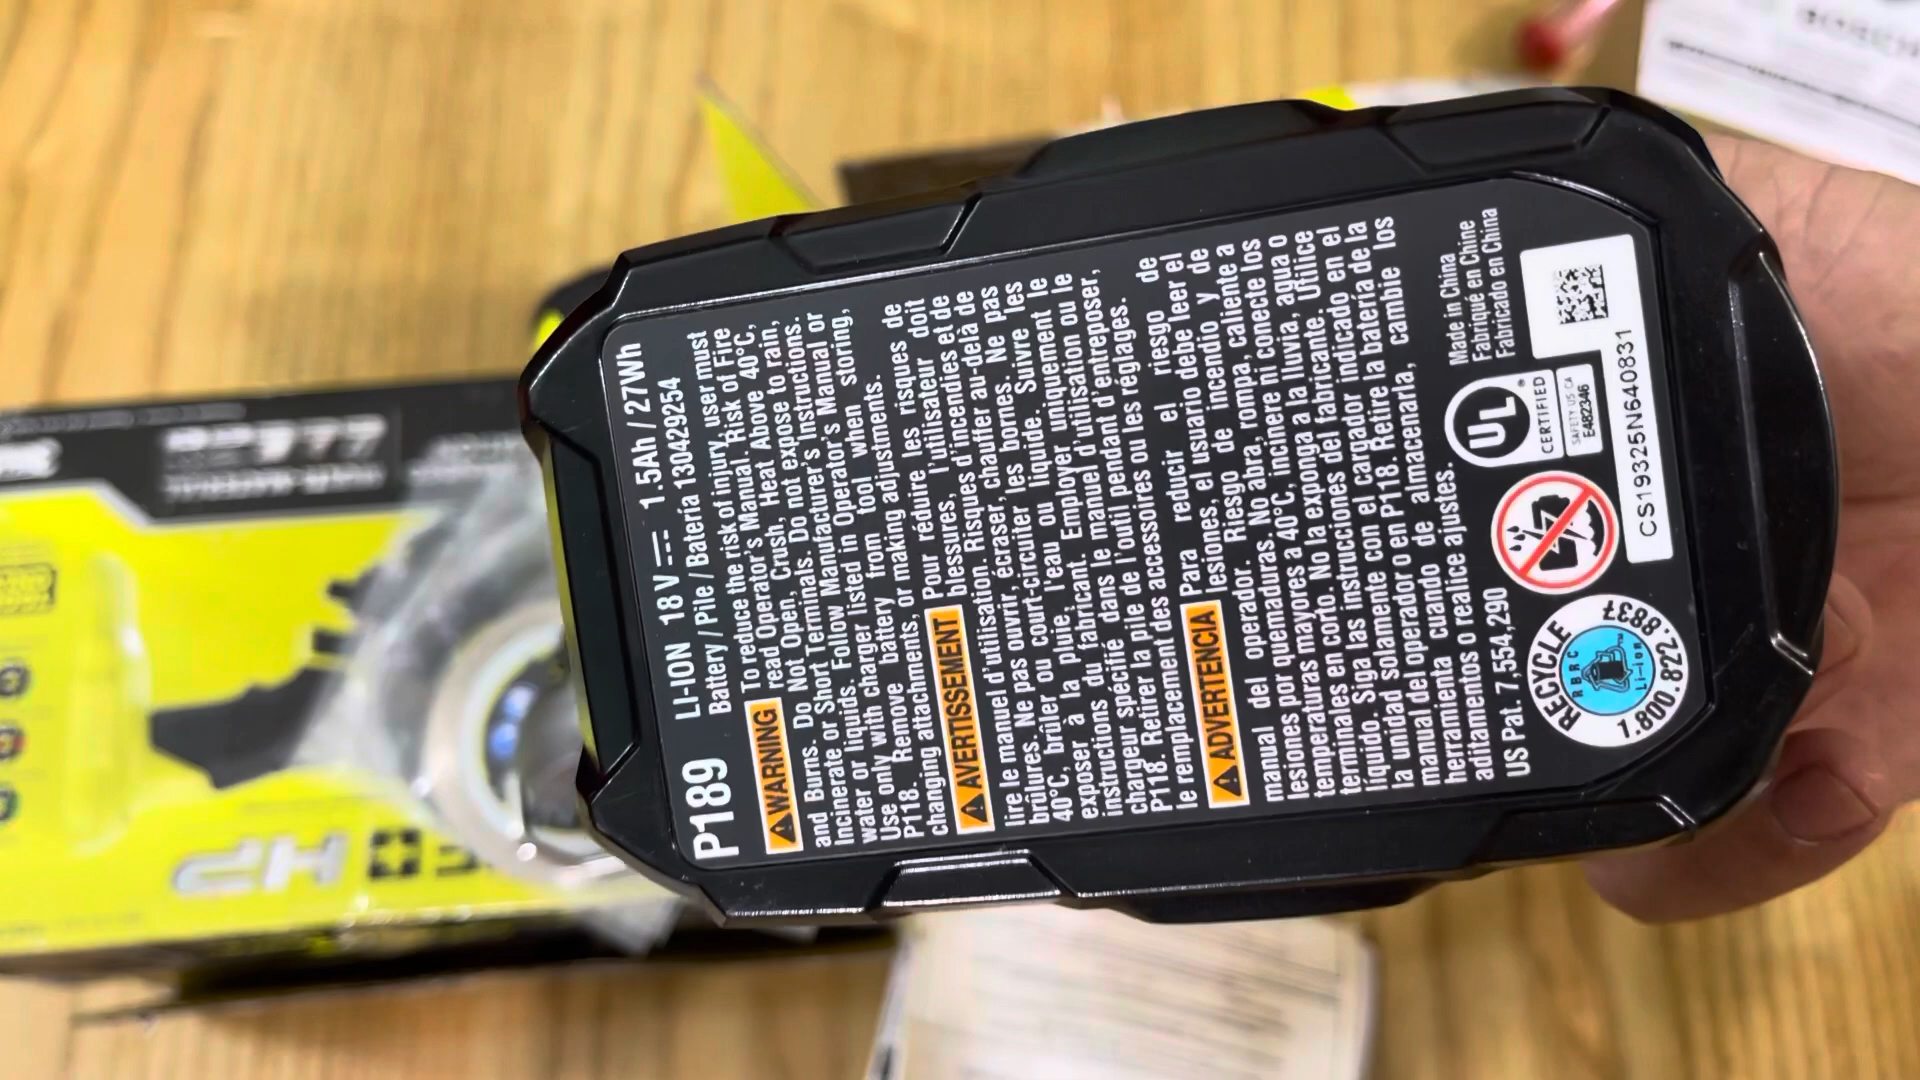 P189 LI-ION 18 V 1.5Ah / 27Wh
Battery / Pile / Batería 130429254
WARNING To reduce the risk of injury, user must
read Operator's Manual. Risk of Fire
and Burns. Do Not Open, Crush, Heat Above 40°C,
Incinerate or Short Terminals. Do not expose to rain,
water or liquids. Follow Manufacturer's Instructions.
Use only with charger listed in Operator's Manual or
P118. Remove battery from tool when storing,
changing attachments, or making adjustments.
AVERTISSEMENT Pour réduire les risques de
blessures, l'utilisateur doit
lire le manuel d'utilisation. Risques d'incendies et de
brûlures. Ne pas ouvrir, écraser, chauffer au-delà de
40°C, brûler ou court-circuiter les bornes. Ne pas
exposer à la pluie, l'eau ou liquide. Suivre les
instructions du fabricant. Employer uniquement le
chargeur spécifié dans le manuel d'utilisation ou le
P118. Retirer la pile de l'outil pendant d'entreposer,
le remplacement des accessoires ou les réglages.
ADVERTENCIA Para reducir el riesgo de
lesiones, el usuario debe leer el
manual del operador. Riesgo de incendio y de
lesiones por quemaduras. No abra, rompa, caliente a
temperaturas mayores a 40°C, incinere ni conecte los
terminales en corto. No la exponga a la lluvia, agua o
líquido. Siga las instrucciones del fabricante. Utilice
la unidad solamente con el cargador indicado en el
manual del operador o en P118. Retire la batería de la
herramienta cuando de almacenarla, cambie los
aditamentos o realice ajustes.
US Pat. 7,554,290
Made in China
Fabriqué en Chine
Fabricado en China
RECYCLE
RBRC
Li-ion
1.800.822.8837
UL
CERTIFIED
SAFETY US CA
E482346
CS19325N640831
HP